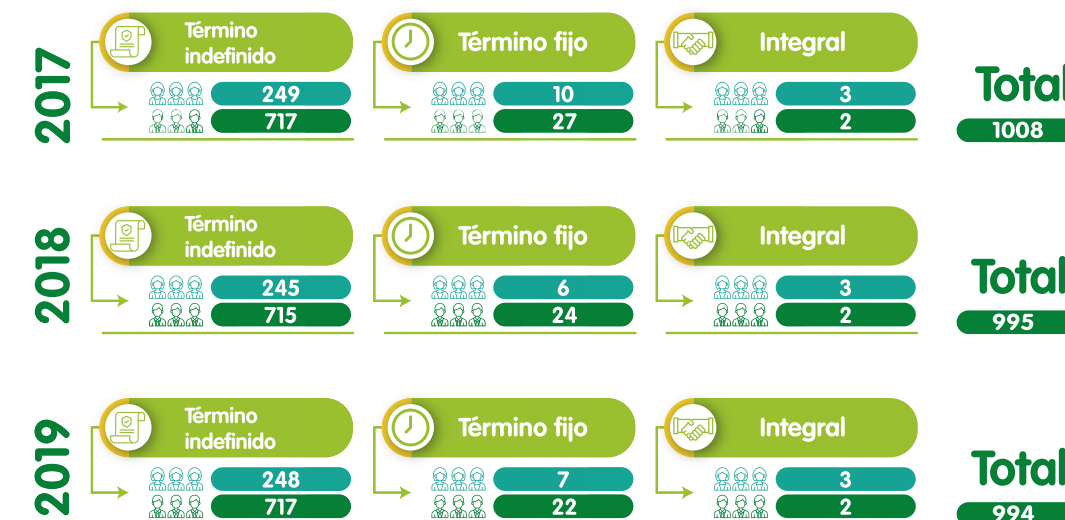 2017
Término
indefinido
249
717
Término fijo
10
27
Integral
3
2
Total
1008
2018
Término
indefinido
245
715
Término fijo
6
24
Integral
3
2
Total
995
2019
Término
indefinido
248
717
Término fijo
7
22
Integral
3
2
Total
994